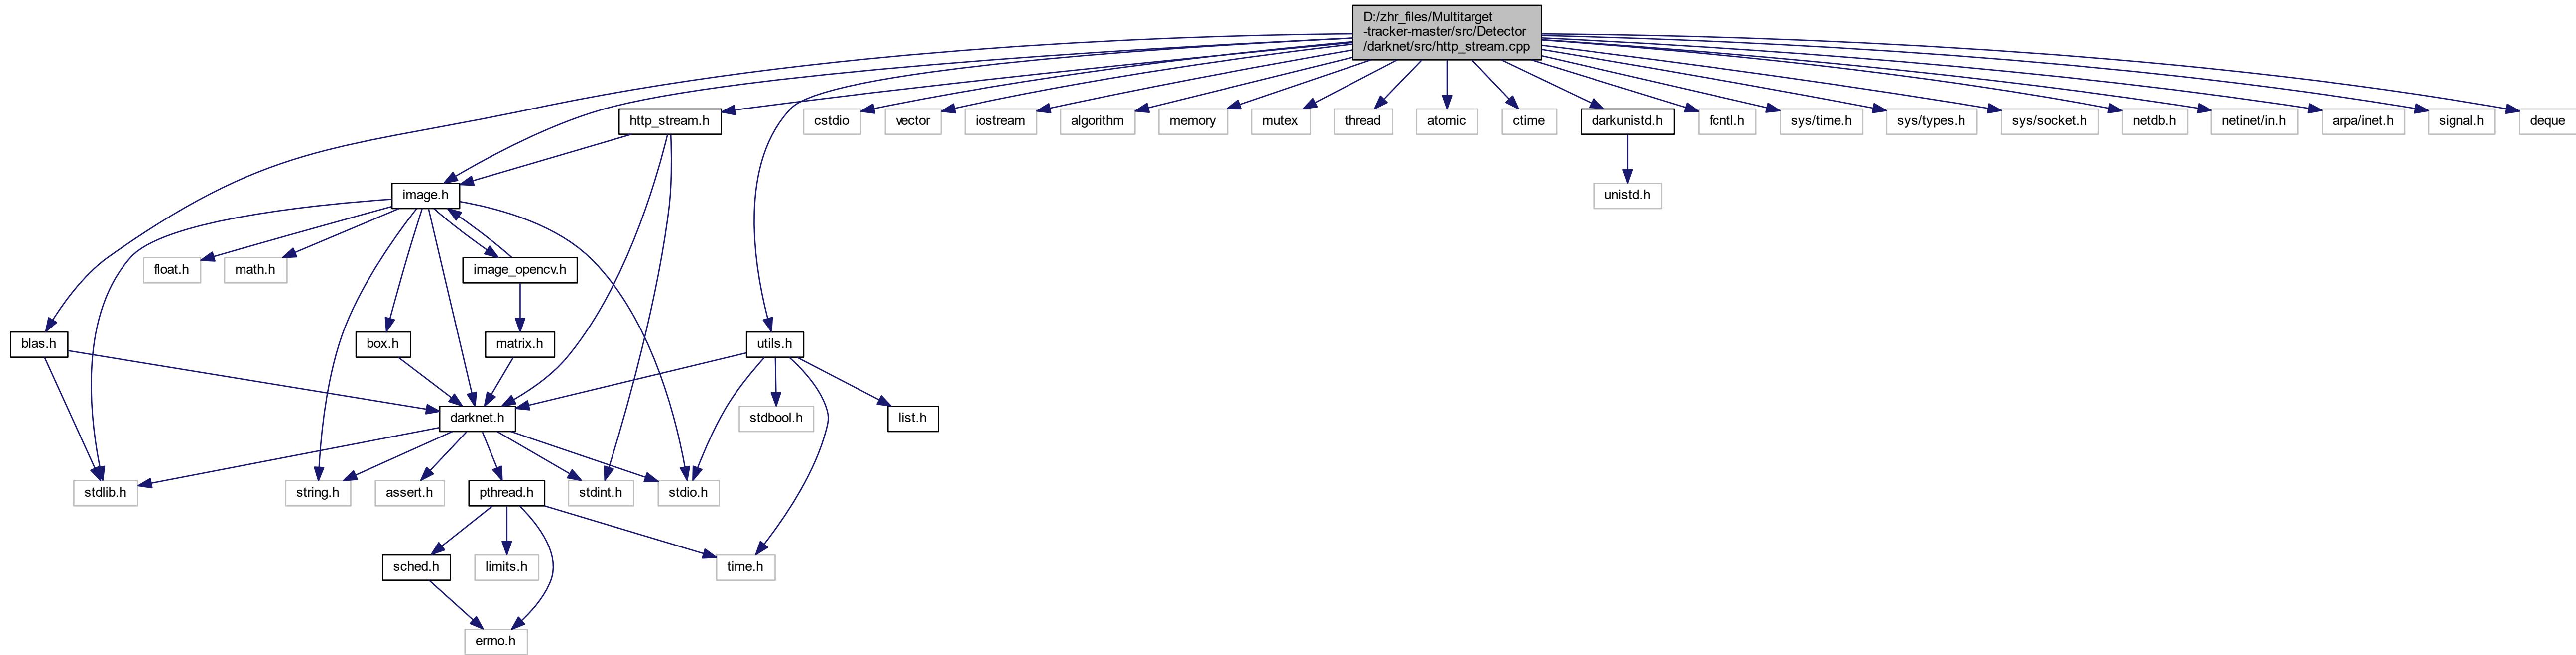 D:/zhr_files/Multitarget
-tracker-master/src/Detector
/darknet/src/http_stream.cpp
http_stream.h
cstdio
vector
iostream
algorithm
memory
mutex
thread
atomic
ctime
darkunistd.h
fcntl.h
sys/time.h
sys/types.h
sys/socket.h
netdb.h
netinet/in.h
arpa/inet.h
signal.h
deque
image.h
unistd.h
float.h
math.h
image_opencv.h
blas.h
box.h
matrix.h
utils.h
darknet.h
stdbool.h
list.h
stdlib.h
string.h
assert.h
pthread.h
stdint.h
stdio.h
sched.h
limits.h
time.h
errno.h